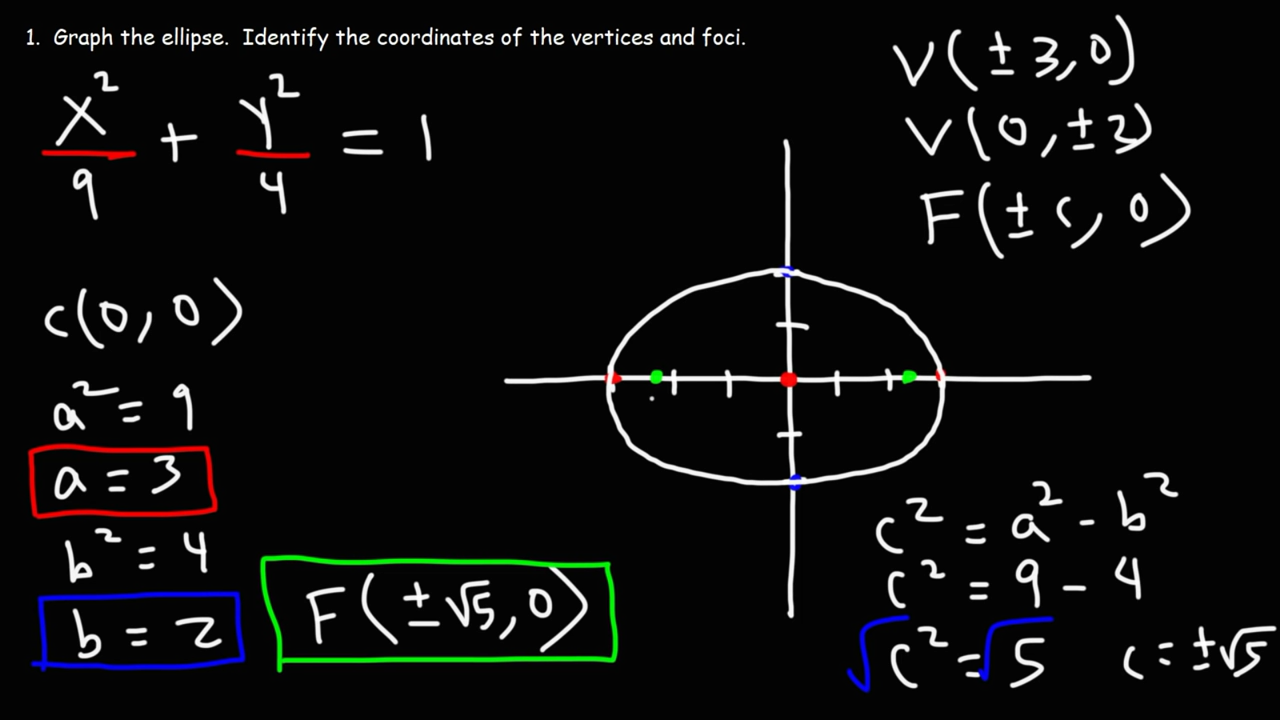 1. Graph the ellipse. Identify the coordinates of the vertices and foci.
x²/9 + y²/4 = 1
V(±3,0)
V(0,±2)
F(±c,0)
c(0,0)
a² = 9
a = 3
b² = 4
b = 2
F(±√5,0)
c² = a² - b²
c² = 9 - 4
√c² = √5
c = ±√5